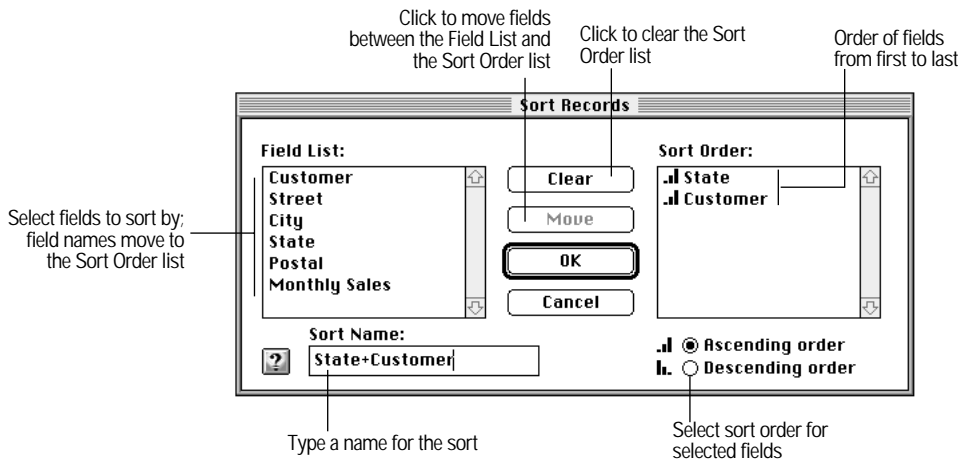 Click to move fields
between the Field List and
the Sort Order list
Click to clear the Sort
Order list
Order of fields
from first to last
Sort Records
Field List:
Customer
Street
City
State
Postal
Monthly Sales
Clear
Move
OK
Cancel
Sort Order:
State
Customer
Select fields to sort by;
field names move to
the Sort Order list
Sort Name:
?
State+Customer
Ascending order
Descending order
Type a name for the sort
Select sort order for
selected fields